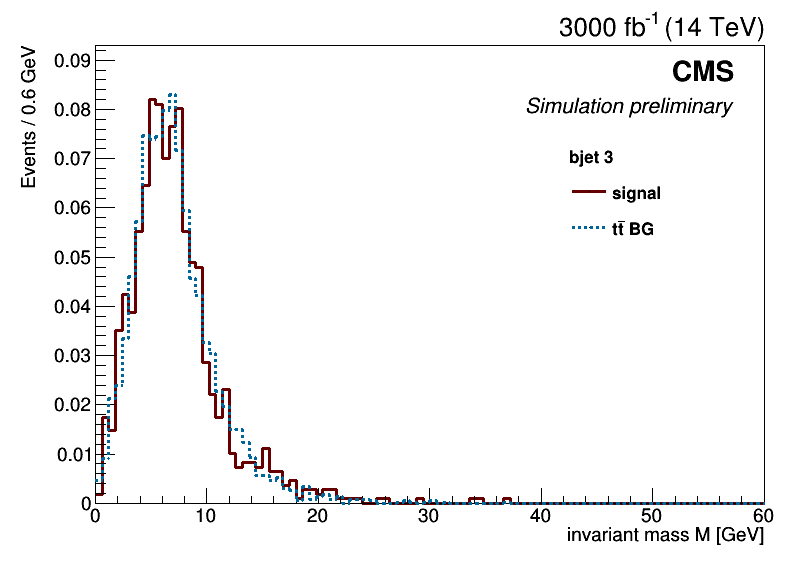 3000 fb⁻¹ (14 TeV)
CMS
Simulation preliminary
bjet 3
signal
tt̄ BG
Events / 0.6 GeV
0.09
0.08
0.07
0.06
0.05
0.04
0.03
0.02
0.01
0
0 10 20 30 40 50 60
invariant mass M [GeV]